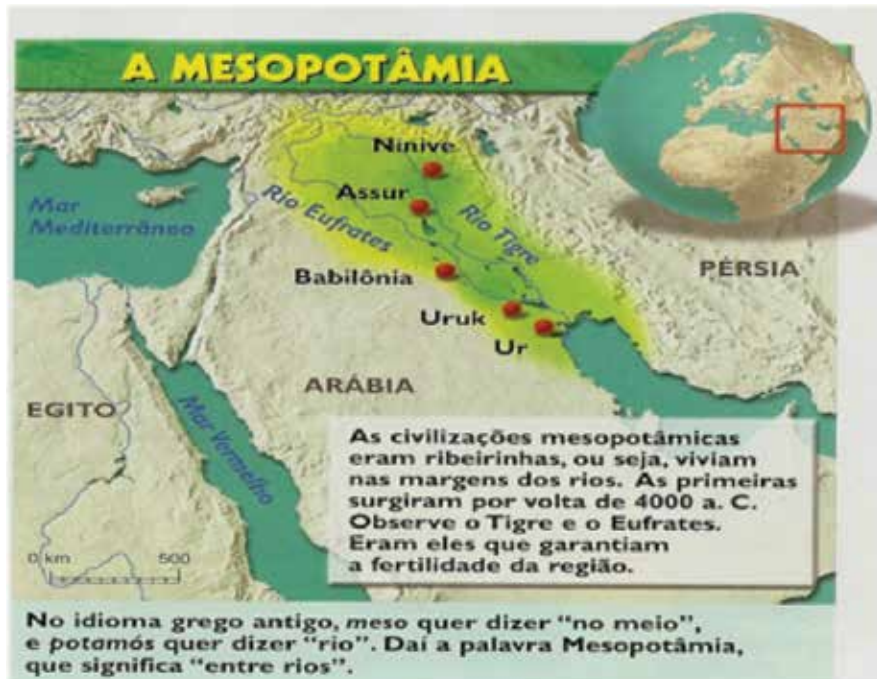 A MESOPOTÂMIA
Nínive
Assur
Rio Tigre
Rio Eufrates
Mar
Mediterrâneo
Babilônia
PÉRSIA
Uruk
Ur
ARÁBIA
EGITO
Mar Vermelho
As civilizações mesopotâmicas
eram ribeirinhas, ou seja, viviam
nas margens dos rios. As primeiras
surgiram por volta de 4000 a. C.
Observe o Tigre e o Eufrates.
Eram eles que garantiam
a fertilidade da região.
0 km 500
No idioma grego antigo, meso quer dizer “no meio”,
e potamós quer dizer “rio”. Daí a palavra Mesopotâmia,
que significa “entre rios”.